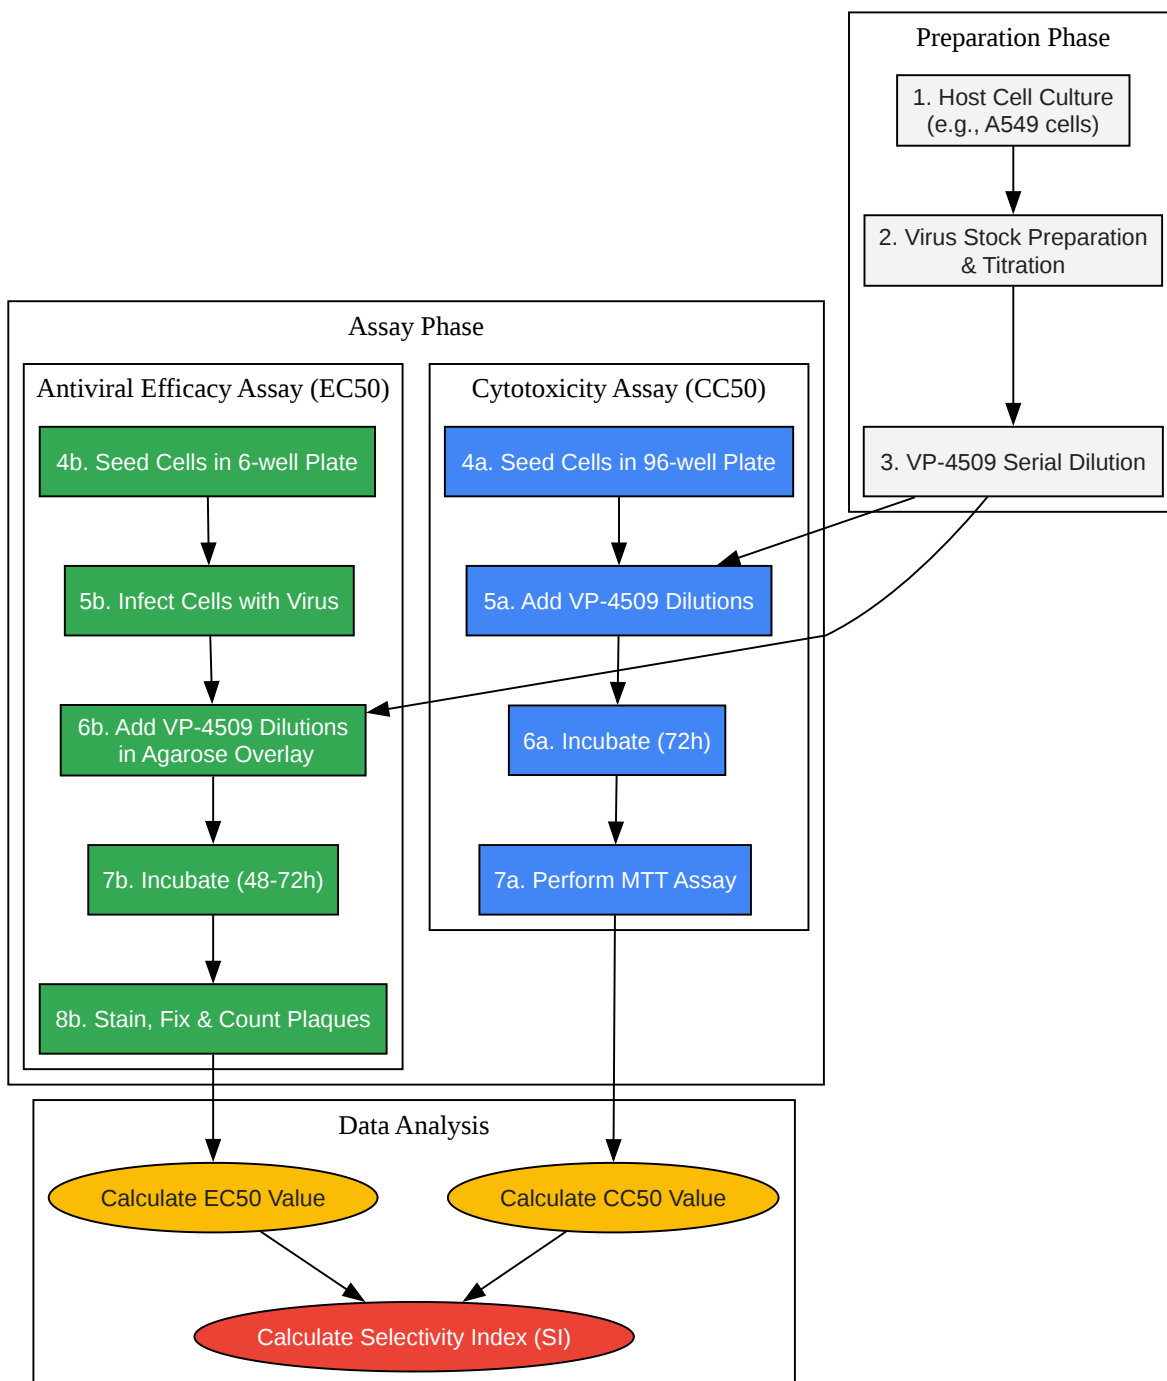 Preparation Phase
1. Host Cell Culture
(e.g., A549 cells)
2. Virus Stock Preparation
& Titration
3. VP-4509 Serial Dilution
Assay Phase
Antiviral Efficacy Assay (EC50)
4b. Seed Cells in 6-well Plate
5b. Infect Cells with Virus
6b. Add VP-4509 Dilutions
in Agarose Overlay
7b. Incubate (48-72h)
8b. Stain, Fix & Count Plaques
Cytotoxicity Assay (CC50)
4a. Seed Cells in 96-well Plate
5a. Add VP-4509 Dilutions
6a. Incubate (72h)
7a. Perform MTT Assay
Data Analysis
Calculate EC50 Value
Calculate CC50 Value
Calculate Selectivity Index (SI)